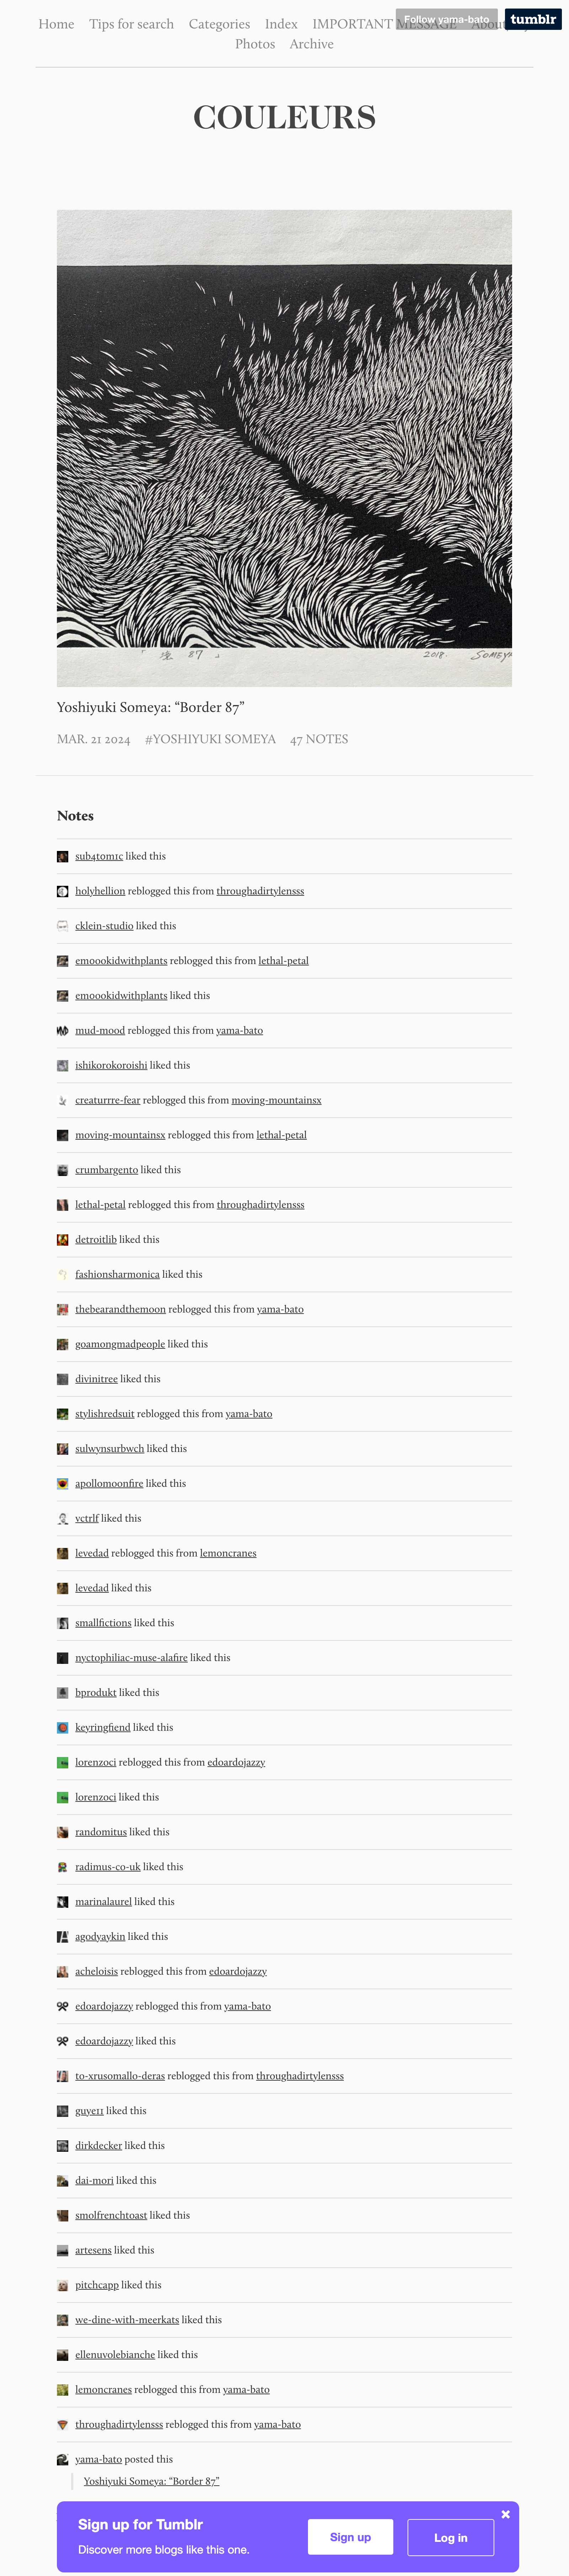 Home Tips for search Categories Index IMPORTANT MESSAGE About
Follow yama-bato tumblr
Photos Archive
COULEURS
87 2018. SOMEYA
Yoshiyuki Someya: “Border 87”
MAR. 21 2024 #YOSHIYUKI SOMEYA 47 NOTES
Notes
sub4t0m1c liked this
holyhellion reblogged this from throughadirtylensss
cklein-studio liked this
emoookidwithplants reblogged this from lethal-petal
emoookidwithplants liked this
mud-mood reblogged this from yama-bato
ishikorokoroishi liked this
creaturrre-fear reblogged this from moving-mountainsx
moving-mountainsx reblogged this from lethal-petal
crumbargento liked this
lethal-petal reblogged this from throughadirtylensss
detroitlib liked this
fashionsharmonica liked this
thebearandthemoon reblogged this from yama-bato
goamongmadpeople liked this
divinitree liked this
stylishredsuit reblogged this from yama-bato
sulwynsurbwch liked this
apollomoonfire liked this
vctrlf liked this
levedad reblogged this from lemoncranes
levedad liked this
smallfictions liked this
nyctophiliac-muse-alafire liked this
bprodukt liked this
keyringfiend liked this
lorenzoci reblogged this from edoardojazzy
lorenzoci liked this
randomitus liked this
radimus-co-uk liked this
marinalaurel liked this
agodyaykin liked this
acheloisis reblogged this from edoardojazzy
edoardojazzy reblogged this from yama-bato
edoardojazzy liked this
to-xrusomallo-deras reblogged this from throughadirtylensss
guye11 liked this
dirkdecker liked this
dai-mori liked this
smolfrenchtoast liked this
artesens liked this
pitchcapp liked this
we-dine-with-meerkats liked this
ellenuvolebianche liked this
lemoncranes reblogged this from yama-bato
throughadirtylensss reblogged this from yama-bato
yama-bato posted this
Yoshiyuki Someya: “Border 87”
Sign up for Tumblr
Discover more blogs like this one.
Sign up
Log in